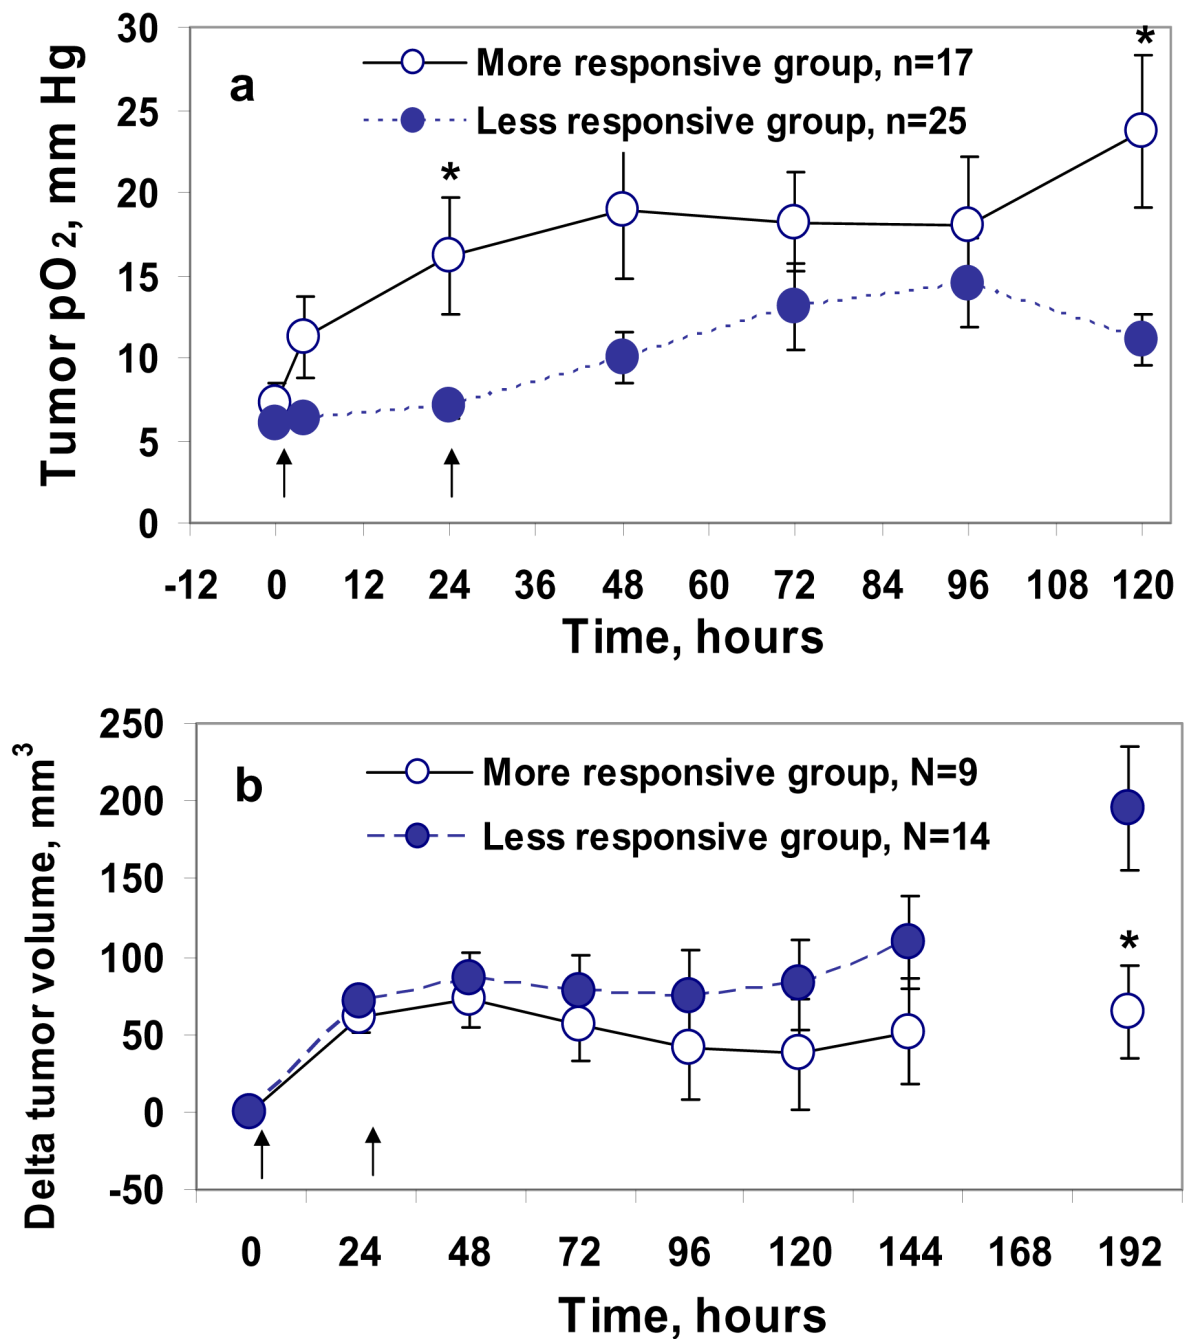 Tumor pO2, mm Hg
30
25
20
15
10
5
0
a
More responsive group, n=17
Less responsive group, n=25
*
*
-12 0 12 24 36 48 60 72 84 96 108 120
Time, hours
Delta tumor volume, mm3
250
200
150
100
50
0
-50
b
More responsive group, N=9
Less responsive group, N=14
*
0 24 48 72 96 120 144 168 192
Time, hours